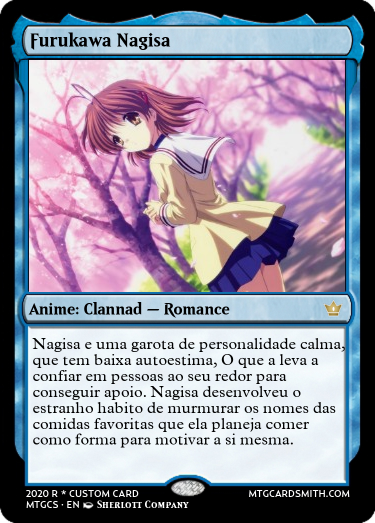 Furukawa Nagisa
Anime: Clannad — Romance
Nagisa e uma garota de personalidade calma,
que tem baixa autoestima, O que a leva a
confiar em pessoas ao seu redor para
conseguir apoio. Nagisa desenvolveu o
estranho habito de murmurar os nomes das
comidas favoritas que ela planeja comer
como forma para motivar a si mesma.
2020 R * CUSTOM CARD
MTGCARDSMITH.COM
MTGCS · EN SHERLOTT COMPANY